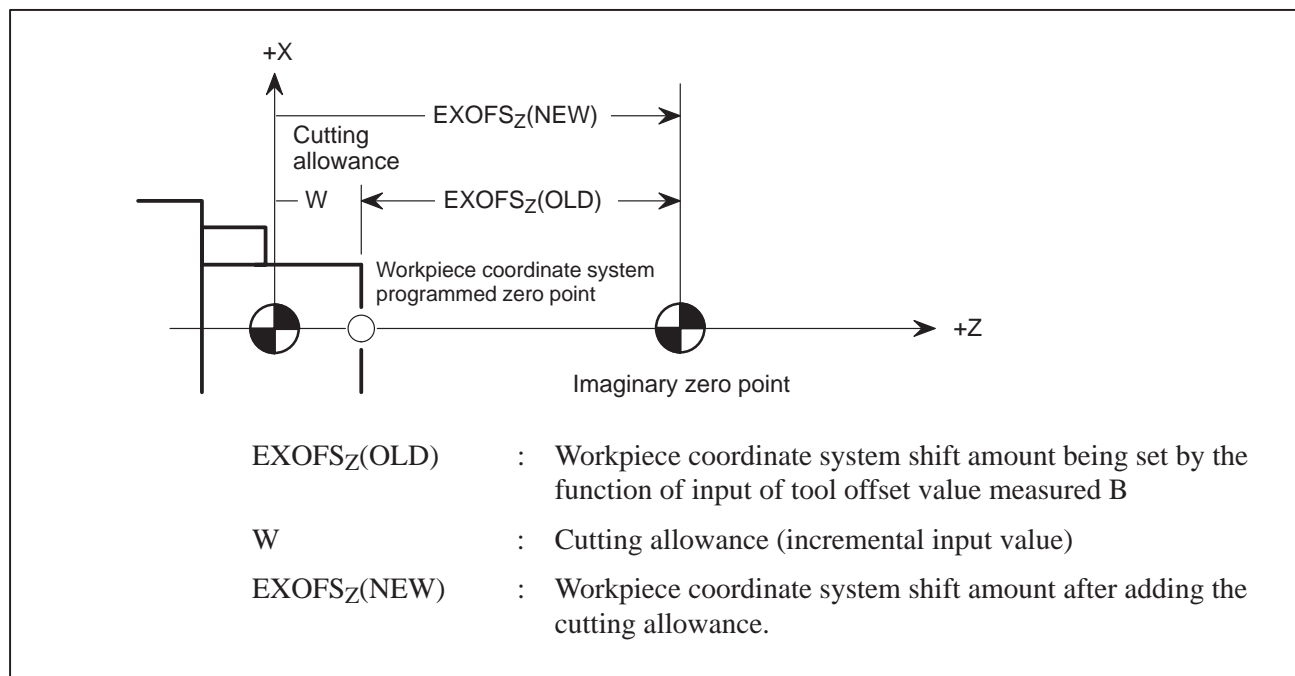 +X
EXOFSZ(NEW)
Cutting
allowance
W
EXOFSZ(OLD)
Workpiece coordinate system
programmed zero point
+Z
Imaginary zero point
EXOFSZ(OLD) : Workpiece coordinate system shift amount being set by the
function of input of tool offset value measured B
W : Cutting allowance (incremental input value)
EXOFSZ(NEW) : Workpiece coordinate system shift amount after adding the
cutting allowance.